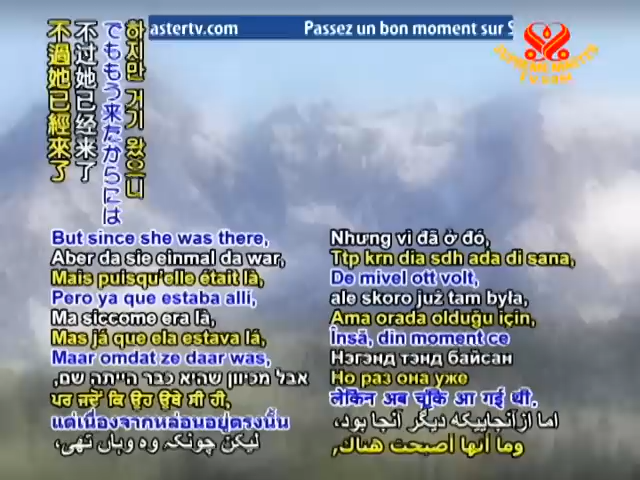 astertv.com
Passez un bon moment sur S
SUPREME MASTER
TV.com
하지만 거기 왔으니
でももう来たからには
不过她已经来了
不過她已經來了
But since she was there,
Aber da sie einmal da war,
Mais puisqu'elle était là,
Pero ya que estaba allí,
Ma siccome era là,
Mas já que ela estava lá,
Maar omdat ze daar was,
אבל מכיוון שהיא כבר הייתה שם,
ਪਰ ਜਦੋਂ ਕਿ ਉਹ ਉਥੇ ਸੀ ਹੀ,
แต่เนื่องจากหล่อนอยู่ตรงนั้น
لیکن چونکہ وہ وہاں تھی،
Nhưng vì đã ở đó,
Ttp krn dia sdh ada di sana,
De mivel ott volt,
ale skoro już tam była,
Ama orada olduğu için,
Însă, din moment ce
Нэгэнд тэнд байсан
Но раз она уже
लेकिन अब चूंकि आ गई थी.
اما ازآنجاییکه دیگر آنجا بود،
وما أنها أصبحت هناك,